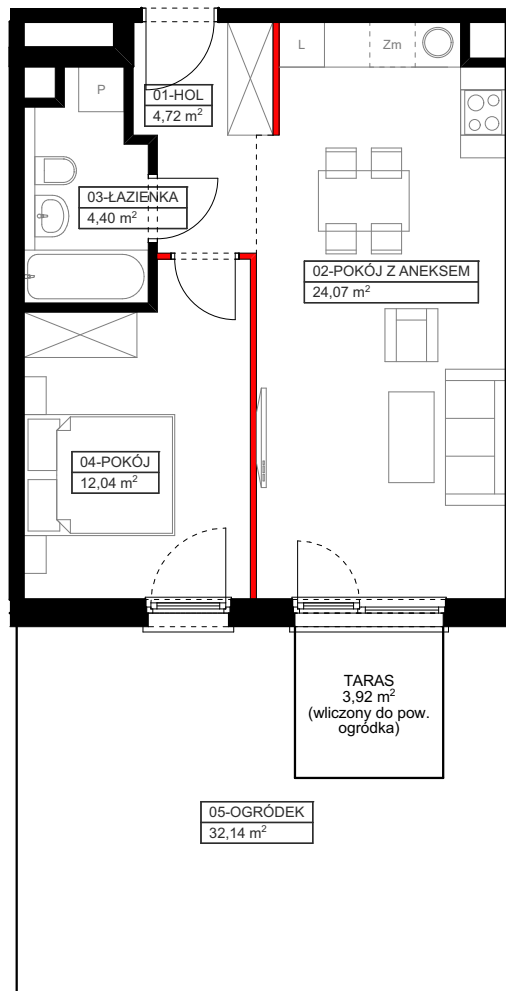 L
Zm
P
01-HOL
4,72 m²
03-ŁAZIENKA
4,40 m²
02-POKÓJ Z ANEKSEM
24,07 m²
04-POKÓJ
12,04 m²
TARAS
3,92 m²
(wliczony do pow.
ogródka)
05-OGRÓDEK
32,14 m²